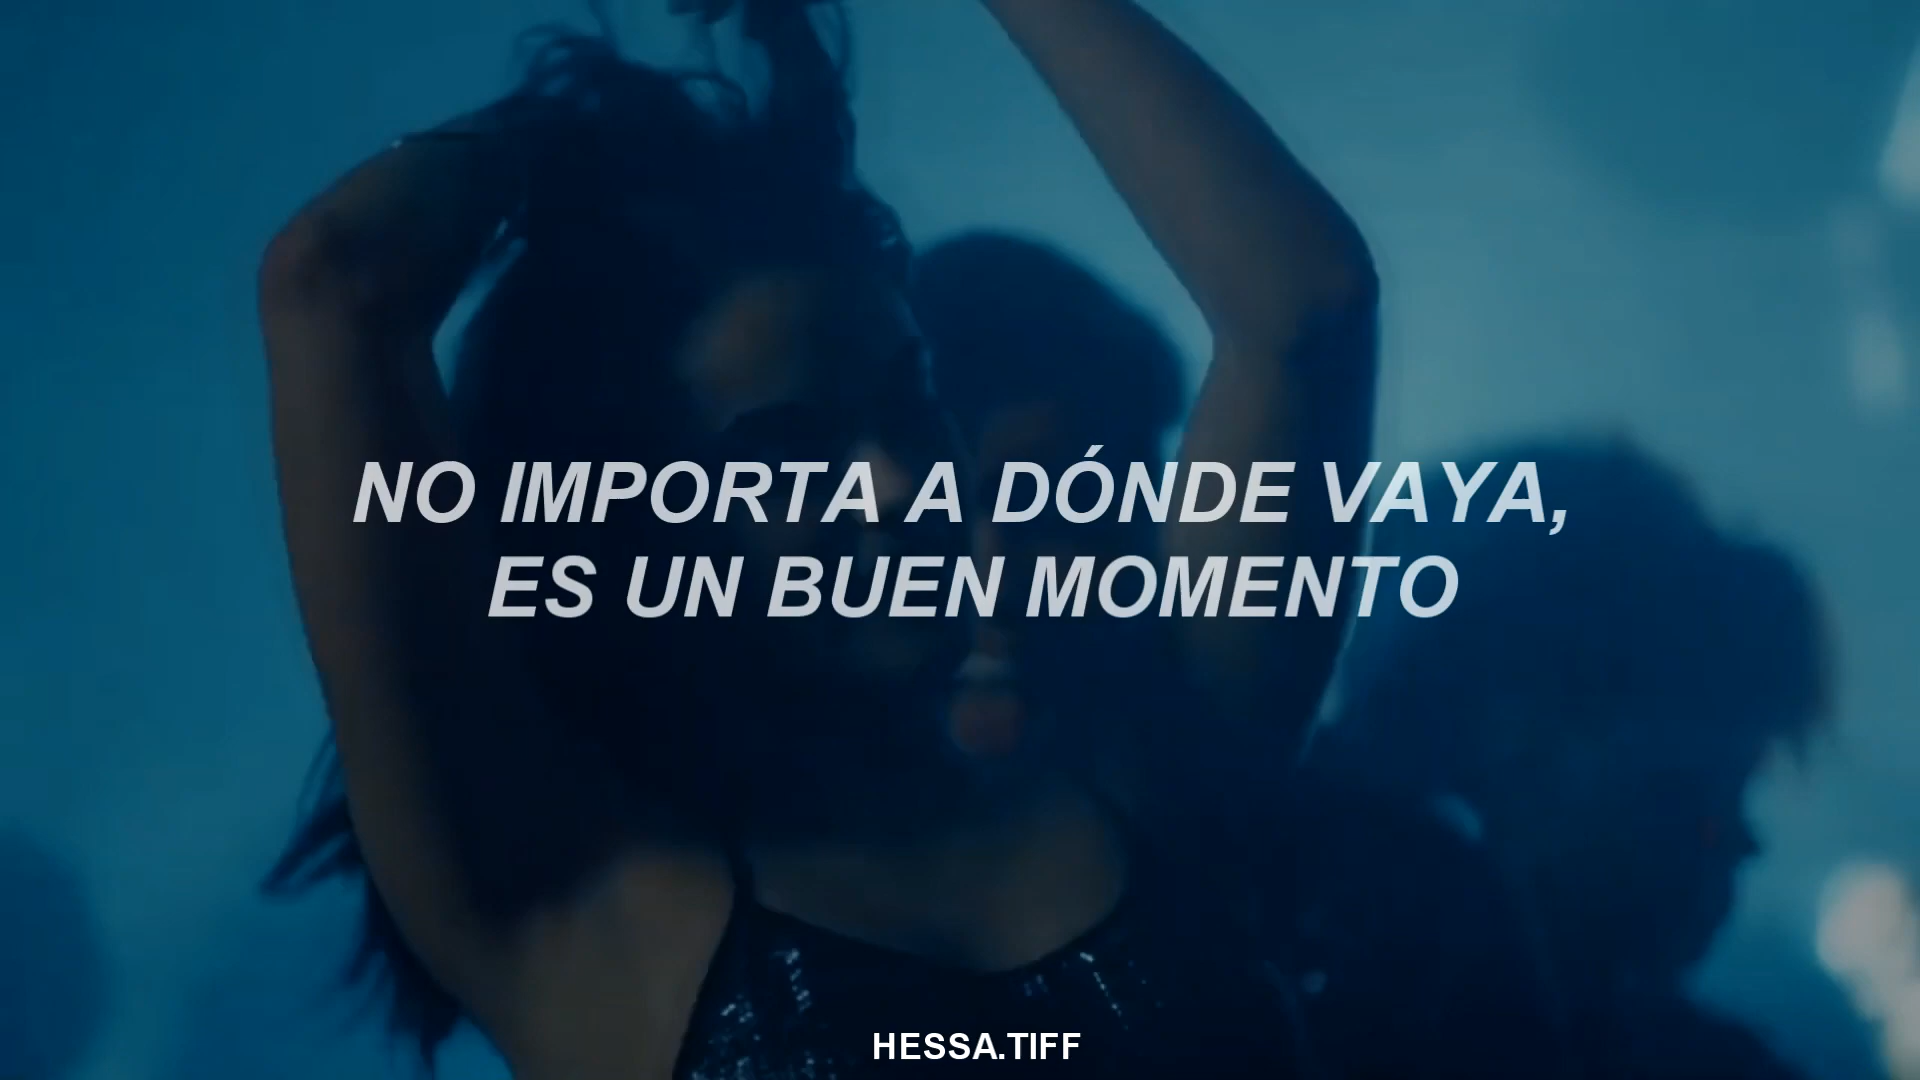 NO IMPORTA A DÓNDE VAYA,
ES UN BUEN MOMENTO
HESSA.TIFF